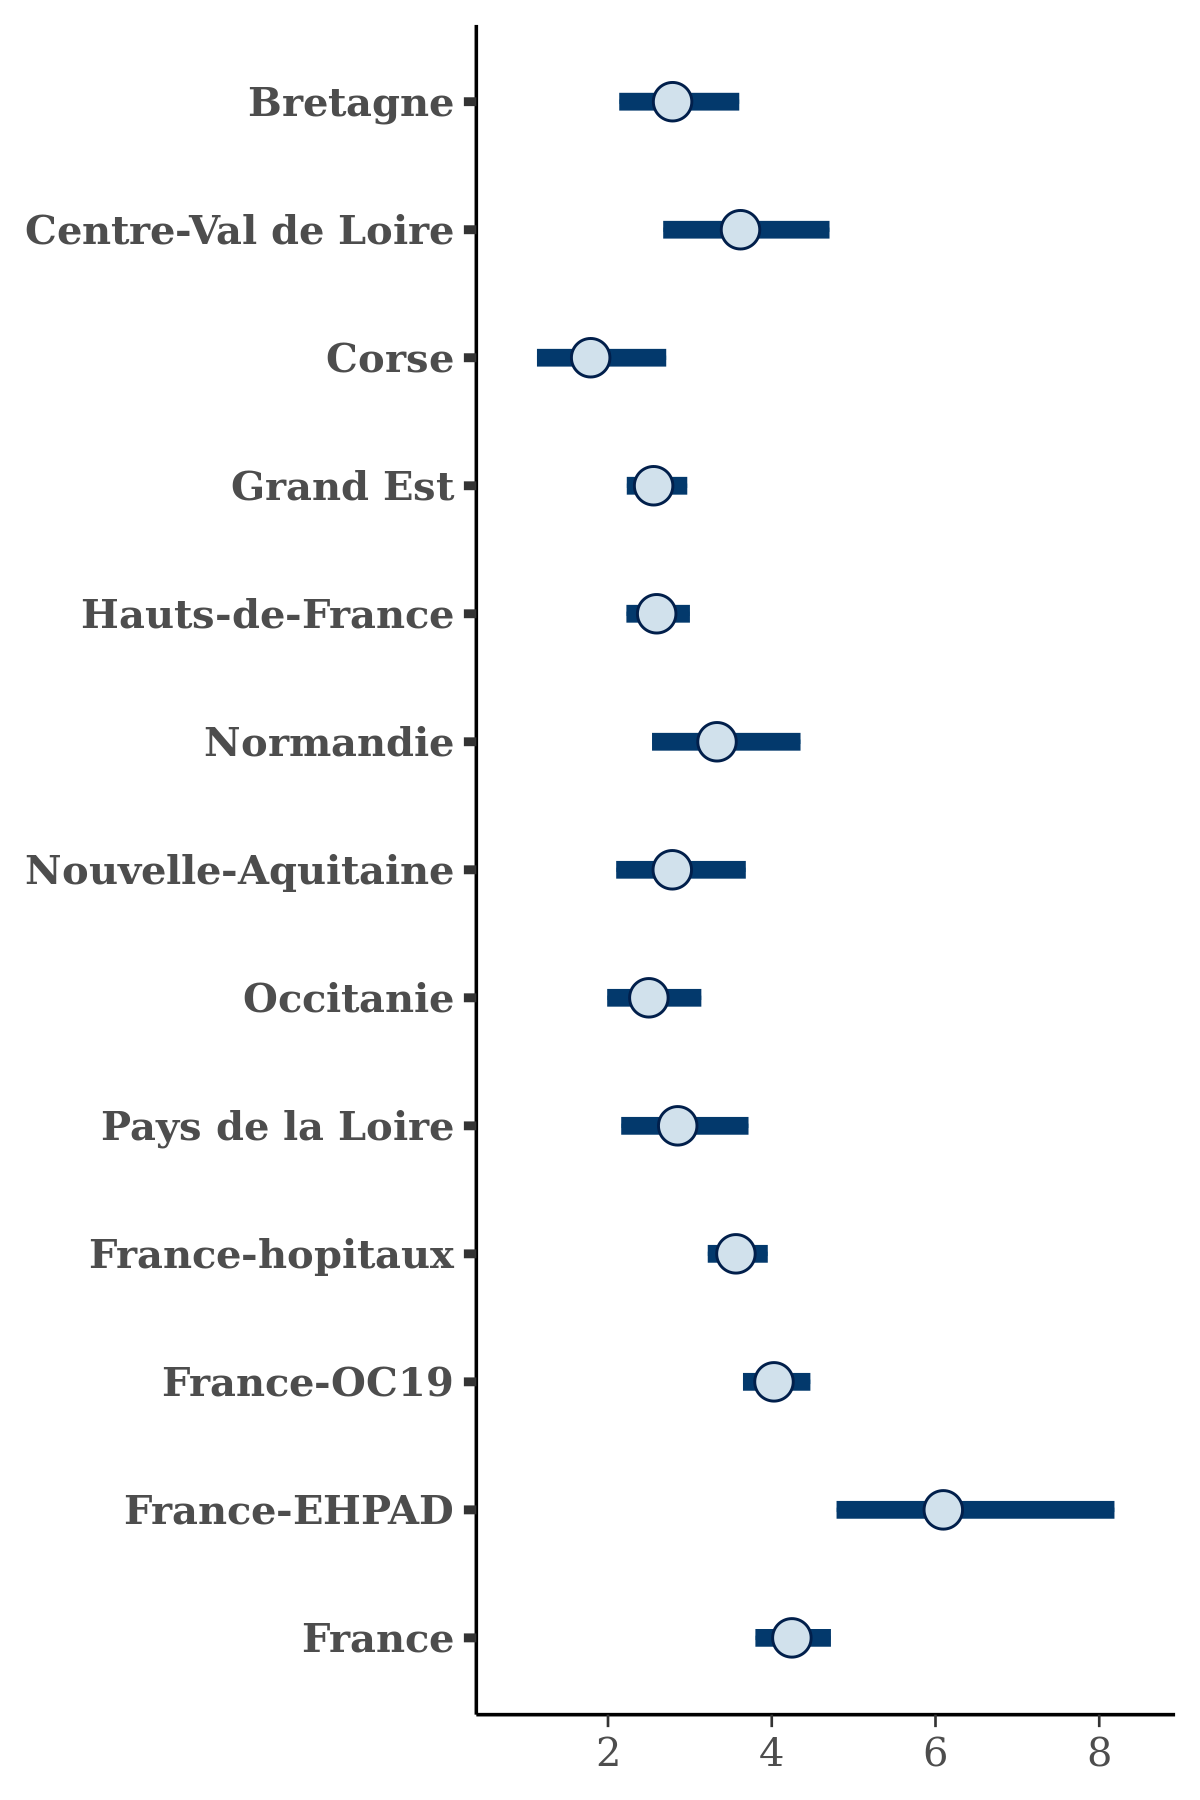 Bretagne
Centre-Val de Loire
Corse
Grand Est
Hauts-de-France
Normandie
Nouvelle-Aquitaine
Occitanie
Pays de la Loire
France-hopitaux
France-OC19
France-EHPAD
France
2 4 6 8